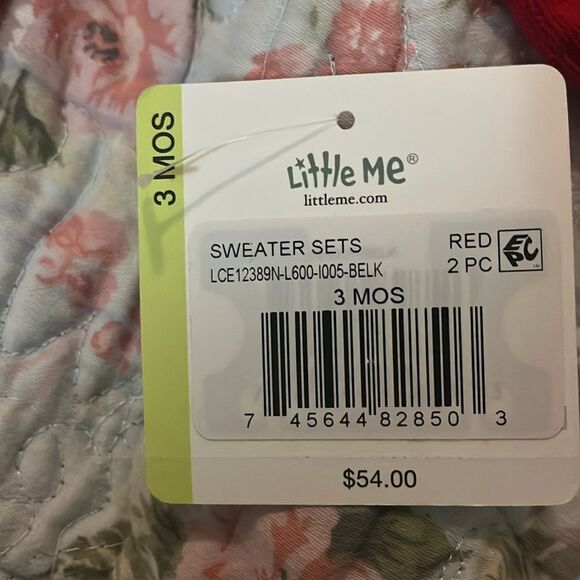 3 MOS
Little Me®
littleme.com
SWEATER SETS RED
LCE12389N-L600-I005-BELK 2 PC
EPC
3 MOS
7 45644 82850 3
$54.00